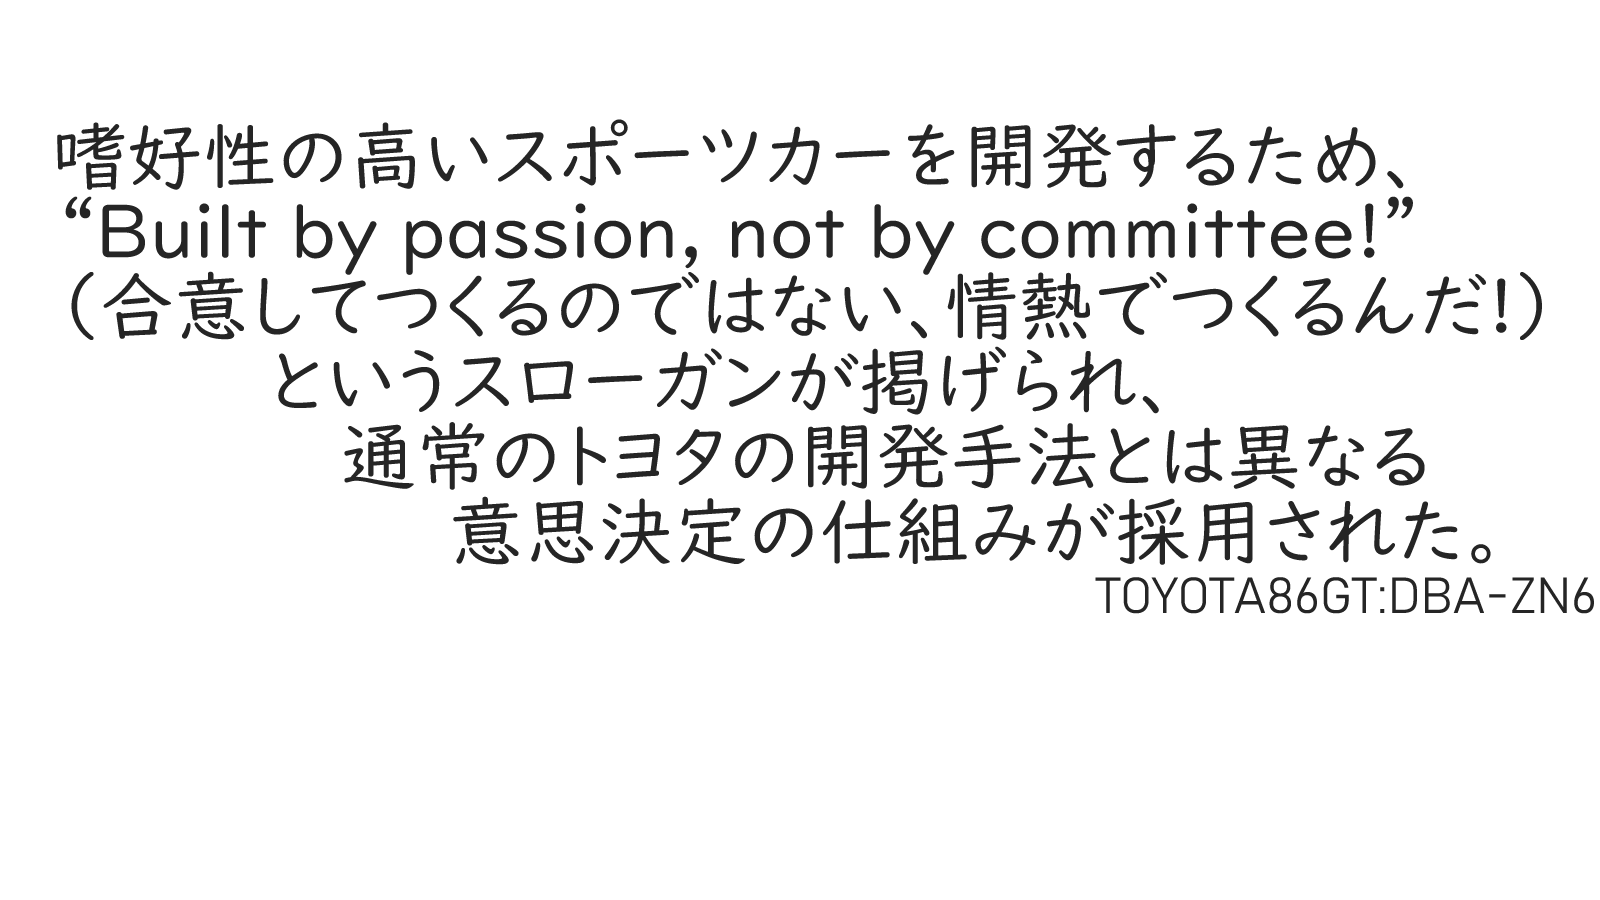 嗜好性の高いスポーツカーを開発するため、
“Built by passion, not by committee!”
（合意してつくるのではない、情熱でつくるんだ!）
というスローガンが掲げられ、
通常のトヨタの開発手法とは異なる
意思決定の仕組みが採用された。
TOYOTA86GT:DBA-ZN6